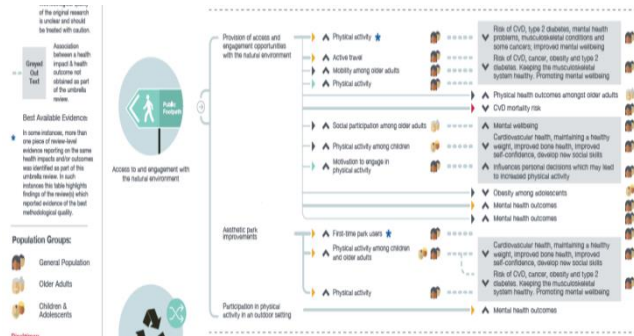 of the original research
is unclear and should
be treated with caution.
Greyed
Out
Text
Association
between a health
impact & health
outcome not
obtained as part
of the umbrella
review.
Best Available Evidence:
In some instances, more than
one piece of review-level
evidence reporting on the same
health impacts and/or outcomes
was identified as part of this
umbrella review. In such
instances this table highlights
findings of the review(s) which
reported evidence of the best
methodological quality.
Population Groups:
General Population
Older Adults
Children &
Adolescents
Public
Footpath
Access to and engagement with
the natural environment
Provision of access and
engagement opportunities
with the natural environment
Physical activity
Active travel
Mobility among older adults
Physical activity
Social participation among older adults
Physical activity among children
Motivation to engage in
physical activity
Aesthetic park
improvements
First-time park users
Physical activity among children
and older adults
Physical activity
Participation in physical
activity in an outdoor setting
Risk of CVD, type 2 diabetes, mental health
problems, musculoskeletal conditions and
some cancers; improved mental wellbeing
Risk of CVD, cancer, obesity and type 2
diabetes. Keeping the musculoskeletal
system healthy. Promoting mental wellbeing
Physical health outcomes amongst older adults
CVD mortality risk
Mental wellbeing
Cardiovascular health, maintaining a healthy
weight, improved bone health, improved
self-confidence, develop new social skills
Influences personal decisions which may lead
to increased physical activity
Obesity among adolescents
Mental health outcomes
Mental health outcomes
Cardiovascular health, maintaining a healthy
weight, improved bone health, improved
self-confidence, develop new social skills
Risk of CVD, cancer, obesity and type 2
diabetes. Keeping the musculoskeletal
system healthy. Promoting mental wellbeing
Mental health outcomes